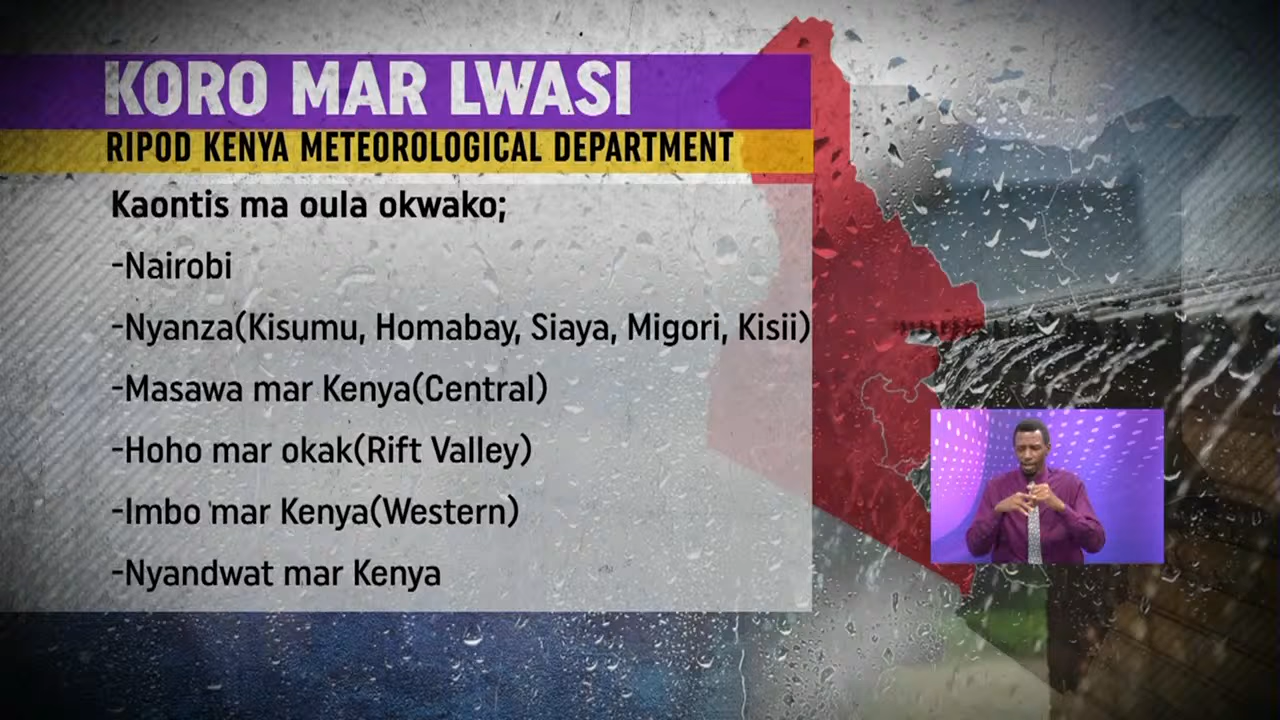 KORO MAR LWASI
RIPOD KENYA METEOROLOGICAL DEPARTMENT
Kaontis ma oula okwako;
-Nairobi
-Nyanza(Kisumu, Homabay, Siaya, Migori, Kisii)
-Masawa mar Kenya(Central)
-Hoho mar okak(Rift Valley)
-Imbo mar Kenya(Western)
-Nyandwat mar Kenya